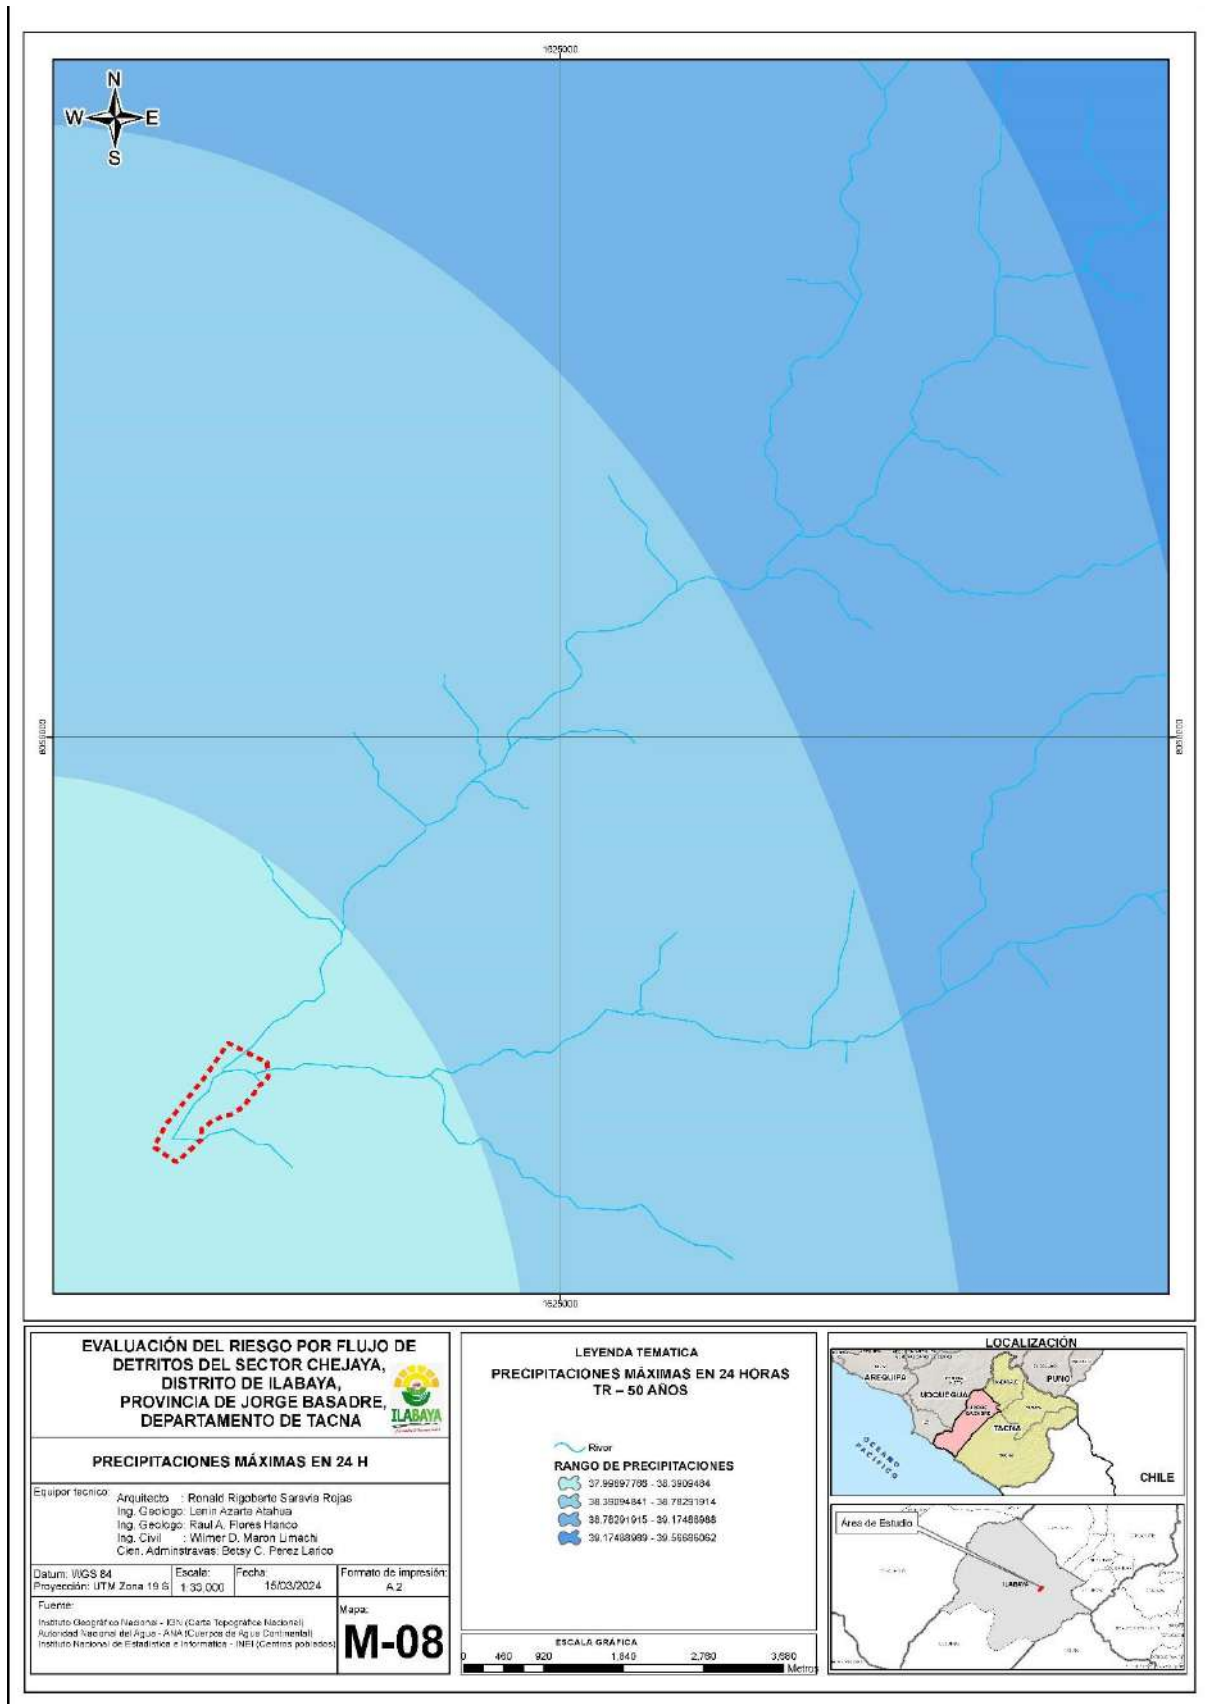 1625000
N
W E
S
8050000
8050000
1625000
EVALUACIÓN DEL RIESGO POR FLUJO DE
DETRITOS DEL SECTOR CHEJAYA,
DISTRITO DE ILABAYA,
PROVINCIA DE JORGE BASADRE,
DEPARTAMENTO DE TACNA
ILABAYA
PRECIPITACIONES MÁXIMAS EN 24 H
Equipor tecnico:
Arquitecto : Ronald Rigoberto Saravia Rojas
Ing. Geologo: Lenin Azarte Atahua
Ing. Geologo: Raul A. Flores Hanco
Ing. Civil : Wilmer D. Maron Limachi
Cien. Adminstravas: Betsy C. Perez Larico
Datum: WGS 84
Proyección: UTM Zona 19 S
Escala:
1:33,000
Fecha:
15/03/2024
Formato de impresión:
A 2
Fuente:
Instituto Geográfico Nacional - IGN (Carta Topográfica Nacional)
Autoridad Nacional del Agua - ANA (Cuerpos de Agua Continental)
Instituto Nacional de Estadística e Informática - INEI (Centros poblados)
Mapa:
M-08
LEYENDA TEMATICA
PRECIPITACIONES MÁXIMAS EN 24 HORAS
TR – 50 AÑOS
River
RANGO DE PRECIPITACIONES
37.99897766 - 38.3909484
38.39094841 - 38.78291914
38.78291915 - 39.17488988
39.17488989 - 39.56686062
ESCALA GRÁFICA
0 460 920 1,840 2,760 3,680
Metros
LOCALIZACIÓN
AREQUIPA
MOQUEGUA
PUNO
TACNA
OCEANO
PACIFICO
CHILE
Area de Estudio
ILABAYA